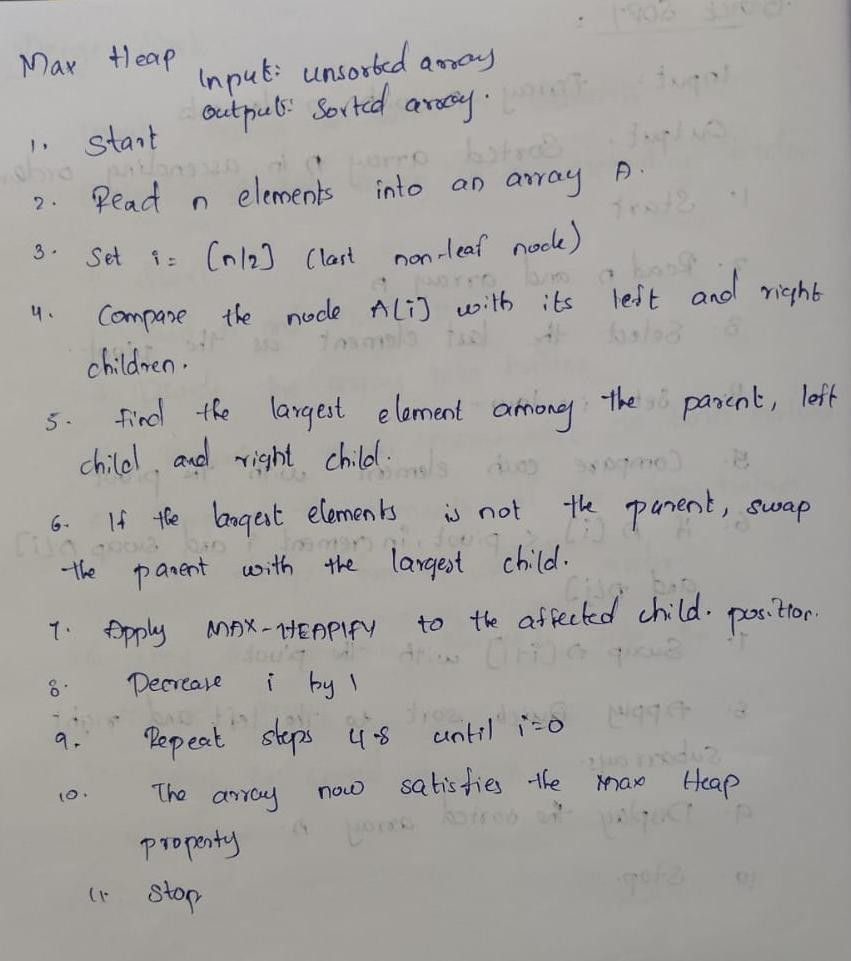 Max Heap
Input: unsorted array
output: Sorted array.
1. Start
2. Read n elements into an array A.
3. Set i = [n/2] (last non-leaf node)
4. Compare the node A[i] with its left and right
children.
5. find the largest element among the parent, left
child and right child.
6. If the largest elements is not the parent, swap
the parent with the largest child.
7. Apply MAX-HEAPIFY to the affected child. position.
8. Decrease i by 1
9. Repeat steps 4-8 until i=0
10. The array now satisfies the max Heap
property
11 Stop